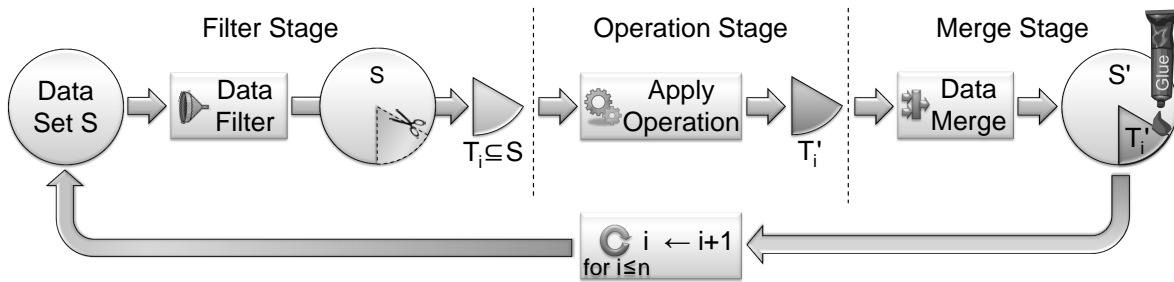 Filter Stage
Operation Stage
Merge Stage
Data
Set S
Data
Filter
S
T_i⊆S
Apply
Operation
T_i'
Data
Merge
S'
T_i'
Glue
i ← i+1
for i≤n